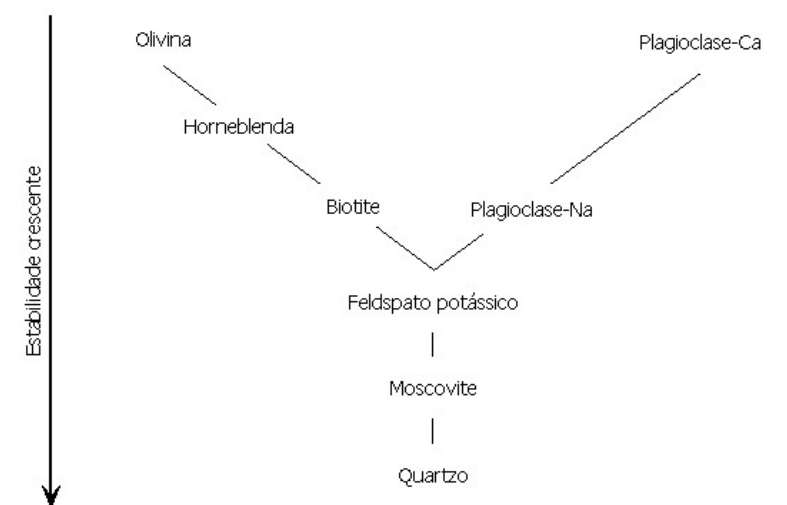 Olivina
Plagioclase-Ca
Horneblenda
Biotite
Plagioclase-Na
Feldspato potássico
Moscovite
Quartzo
Estabilidade crescente